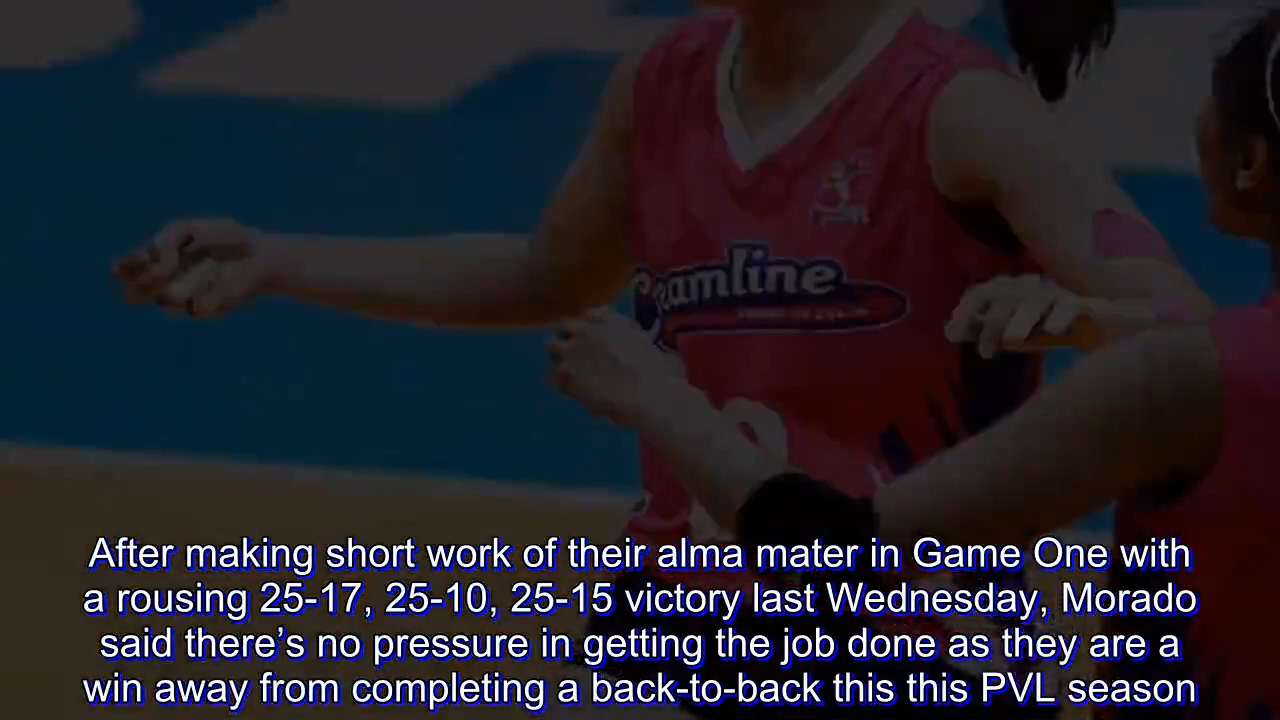 Creamline
After making short work of their alma mater in Game One with
a rousing 25-17, 25-10, 25-15 victory last Wednesday, Morado
said there’s no pressure in getting the job done as they are a
win away from completing a back-to-back this this PVL season